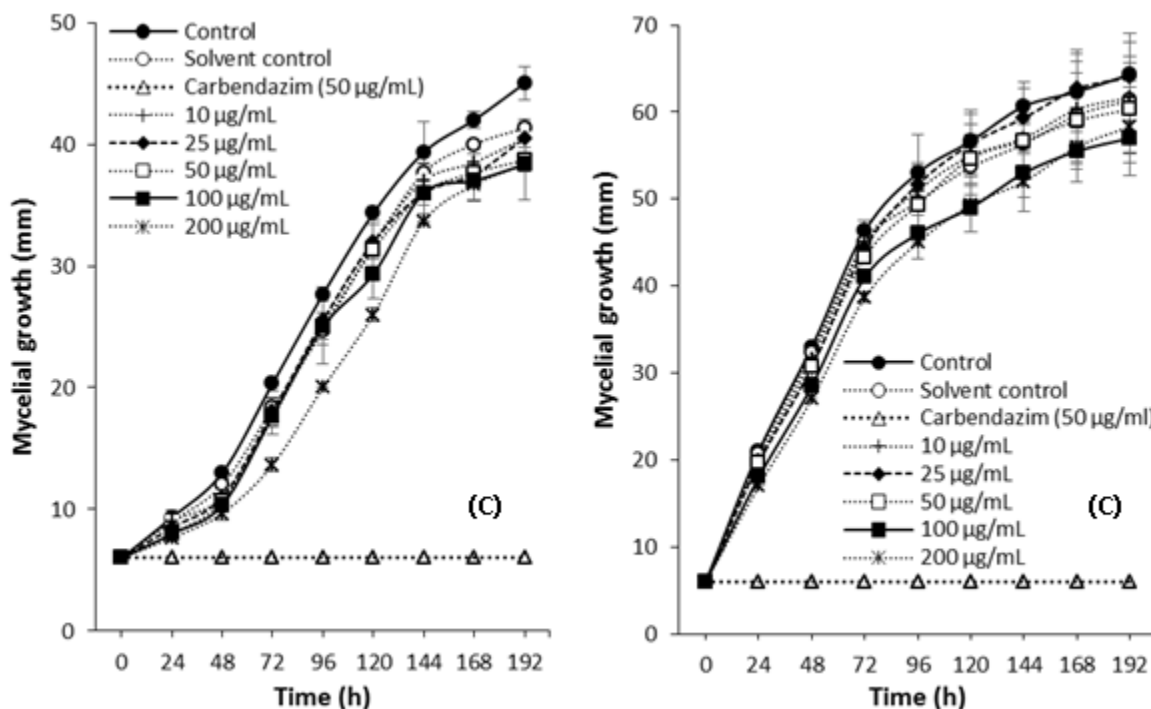 50
40
30
20
10
0
Mycelial growth (mm)
Control
Solvent control
Carbendazim (50 µg/mL)
10 µg/mL
25 µg/mL
50 µg/mL
100 µg/mL
200 µg/mL
(C)
0 24 48 72 96 120 144 168 192
Time (h)
70
60
50
40
30
20
10
0
Mycelial growth (mm)
Control
Solvent control
Carbendazim (50 µg/ml)
10 µg/mL
25 µg/mL
50 µg/mL
100 µg/mL
200 µg/mL
(C)
0 24 48 72 96 120 144 168 192
Time (h)